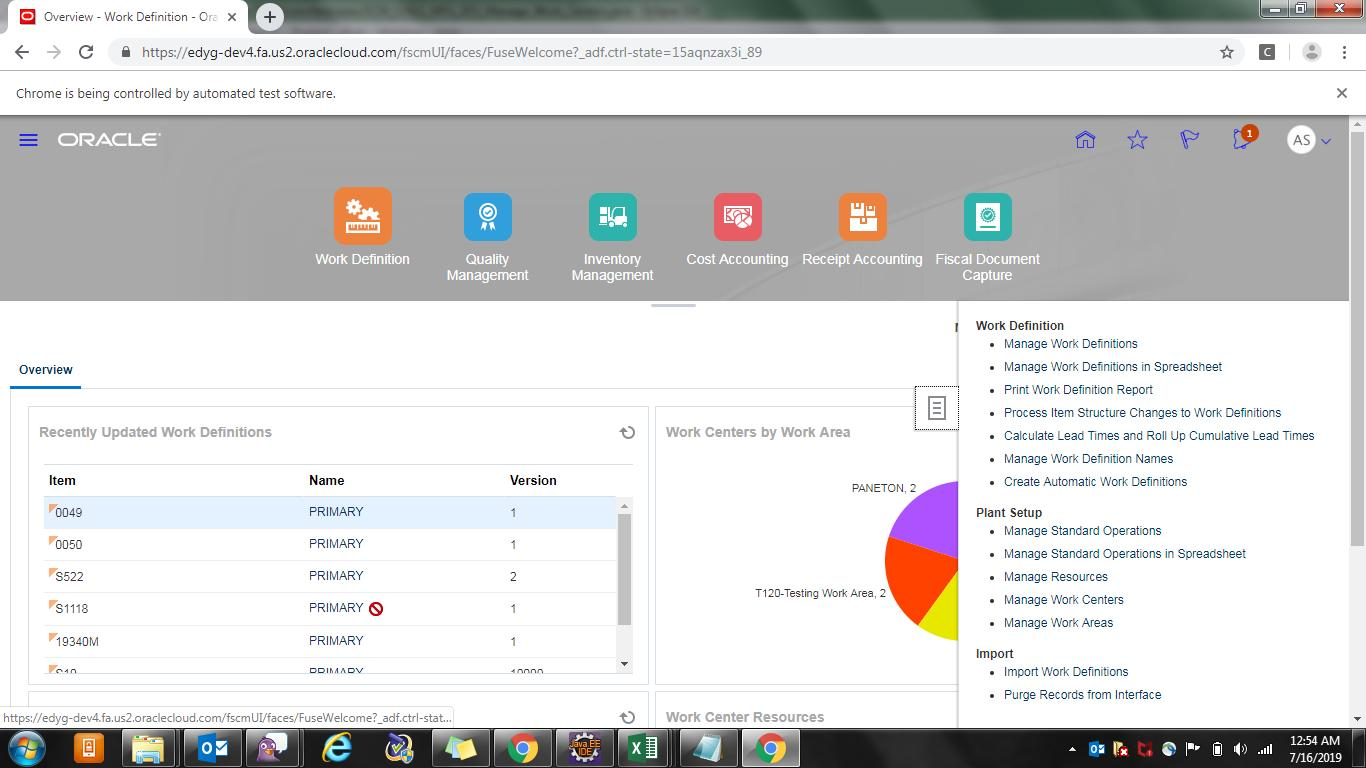 Overview - Work Definition - Ora
https://edyg-dev4.fa.us2.oraclecloud.com/fscmUI/faces/FuseWelcome?_adf.ctrl-state=15aqnzax3i_89
C
Chrome is being controlled by automated test software.
ORACLE
1
AS
Work Definition
Quality
Management
Inventory
Management
Cost Accounting
Receipt Accounting
Fiscal Document
Capture
Overview
Recently Updated Work Definitions
Item Name Version
0049 PRIMARY 1
0050 PRIMARY 1
S522 PRIMARY 2
S1118 PRIMARY 1
19340M PRIMARY 1
PRIMARY
Work Centers by Work Area
PANETON, 2
T120-Testing Work Area, 2
Work Center Resources
Work Definition
Manage Work Definitions
Manage Work Definitions in Spreadsheet
Print Work Definition Report
Process Item Structure Changes to Work Definitions
Calculate Lead Times and Roll Up Cumulative Lead Times
Manage Work Definition Names
Create Automatic Work Definitions
Plant Setup
Manage Standard Operations
Manage Standard Operations in Spreadsheet
Manage Resources
Manage Work Centers
Manage Work Areas
Import
Import Work Definitions
Purge Records from Interface
https://edyg-dev4.fa.us2.oraclecloud.com/fscmUI/faces/FuseWelcome?_adf.ctrl-stat...
Java EE
IDE
12:54 AM
7/16/2019